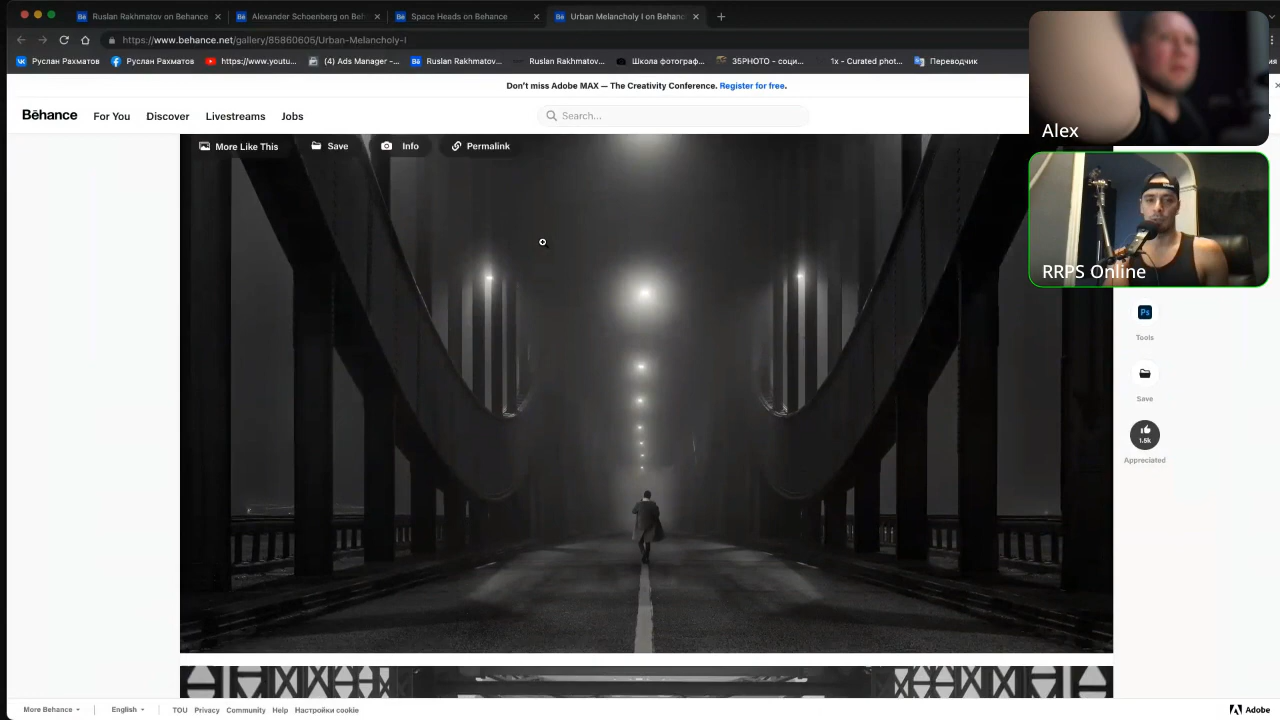 Ruslan Rakhmatov on Behance
Alexander Schoenberg on Beh
Space Heads on Behance
Urban Melancholy I on Behanc
https://www.behance.net/gallery/85860605/Urban-Melancholy-I
Руслан Рахматов
Руслан Рахматов
https://www.youtu...
(4) Ads Manager -...
Ruslan Rakhmatov...
Ruslan Rakhmatov...
Школа фотограф...
35PHOTO - соци...
1x - Curated phot...
Переводчик
Don't miss Adobe MAX — The Creativity Conference. Register for free.
Bēhance
For You
Discover
Livestreams
Jobs
Search...
More Like This
Save
Info
Permalink
Alex
RRPS Online
Ps
Tools
Save
1.5k
Appreciated
More Behance
English
TOU
Privacy
Community
Help
Настройки cookie
Adobe